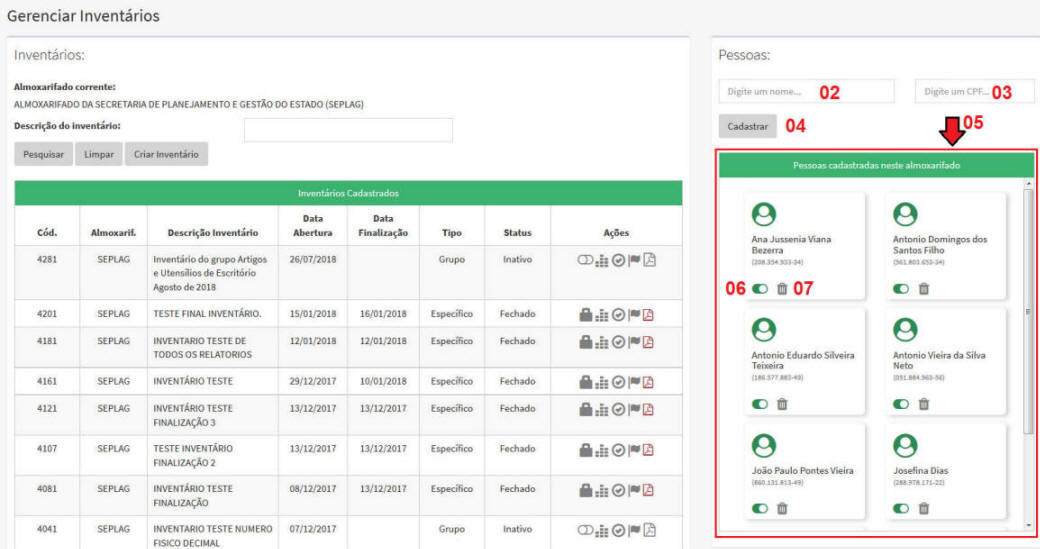 Gerenciar Inventários
Inventários:
Almoxarifado corrente:
ALMOXARIFADO DA SECRETARIA DE PLANEJAMENTO E GESTÃO DO ESTADO (SEPLAG)
Descrição do inventário:
Pesquisar Limpar Criar Inventário
Inventários Cadastrados
Cód. Almoxarif. Descrição Inventário Data Abertura Data Finalização Tipo Status Ações
4281 SEPLAG Inventário do grupo Artigos 26/07/2018 Grupo Inativo
e Utensílios de Escritório
Agosto de 2018
4201 SEPLAG TESTE FINAL INVENTÁRIO. 15/01/2018 16/01/2018 Específico Fechado
4181 SEPLAG INVENTARIO TESTE DE 12/01/2018 12/01/2018 Específico Fechado
TODOS OS RELATORIOS
4161 SEPLAG INVENTÁRIO TESTE 29/12/2017 10/01/2018 Específico Fechado
4121 SEPLAG INVENTÁRIO TESTE 13/12/2017 13/12/2017 Específico Fechado
FINALIZAÇÃO 3
4107 SEPLAG TESTE INVENTÁRIO 13/12/2017 13/12/2017 Específico Fechado
FINALIZAÇÃO 2
4081 SEPLAG INVENTÁRIO TESTE 08/12/2017 13/12/2017 Específico Fechado
FINALIZAÇÃO
4041 SEPLAG INVENTARIO TESTE NUMERO 07/12/2017 Grupo Inativo
FISICO DECIMAL
Pessoas:
Digite um nome... 02 Digite um CPF... 03
Cadastrar 04 05
Pessoas cadastradas neste almoxarifado
Ana Jussenia Viana
Bezerra
(208.354.933-34)
06 07
Antonio Domingos dos
Santos Filho
(561.803.653-34)
Antonio Eduardo Silveira
Teixeira
(186.377.883-49)
Antonio Vieira da Silva
Neto
(091.884.963-56)
João Paulo Pontes Vieira
(860.131.813-49)
Josefina Dias
(288.978.171-22)